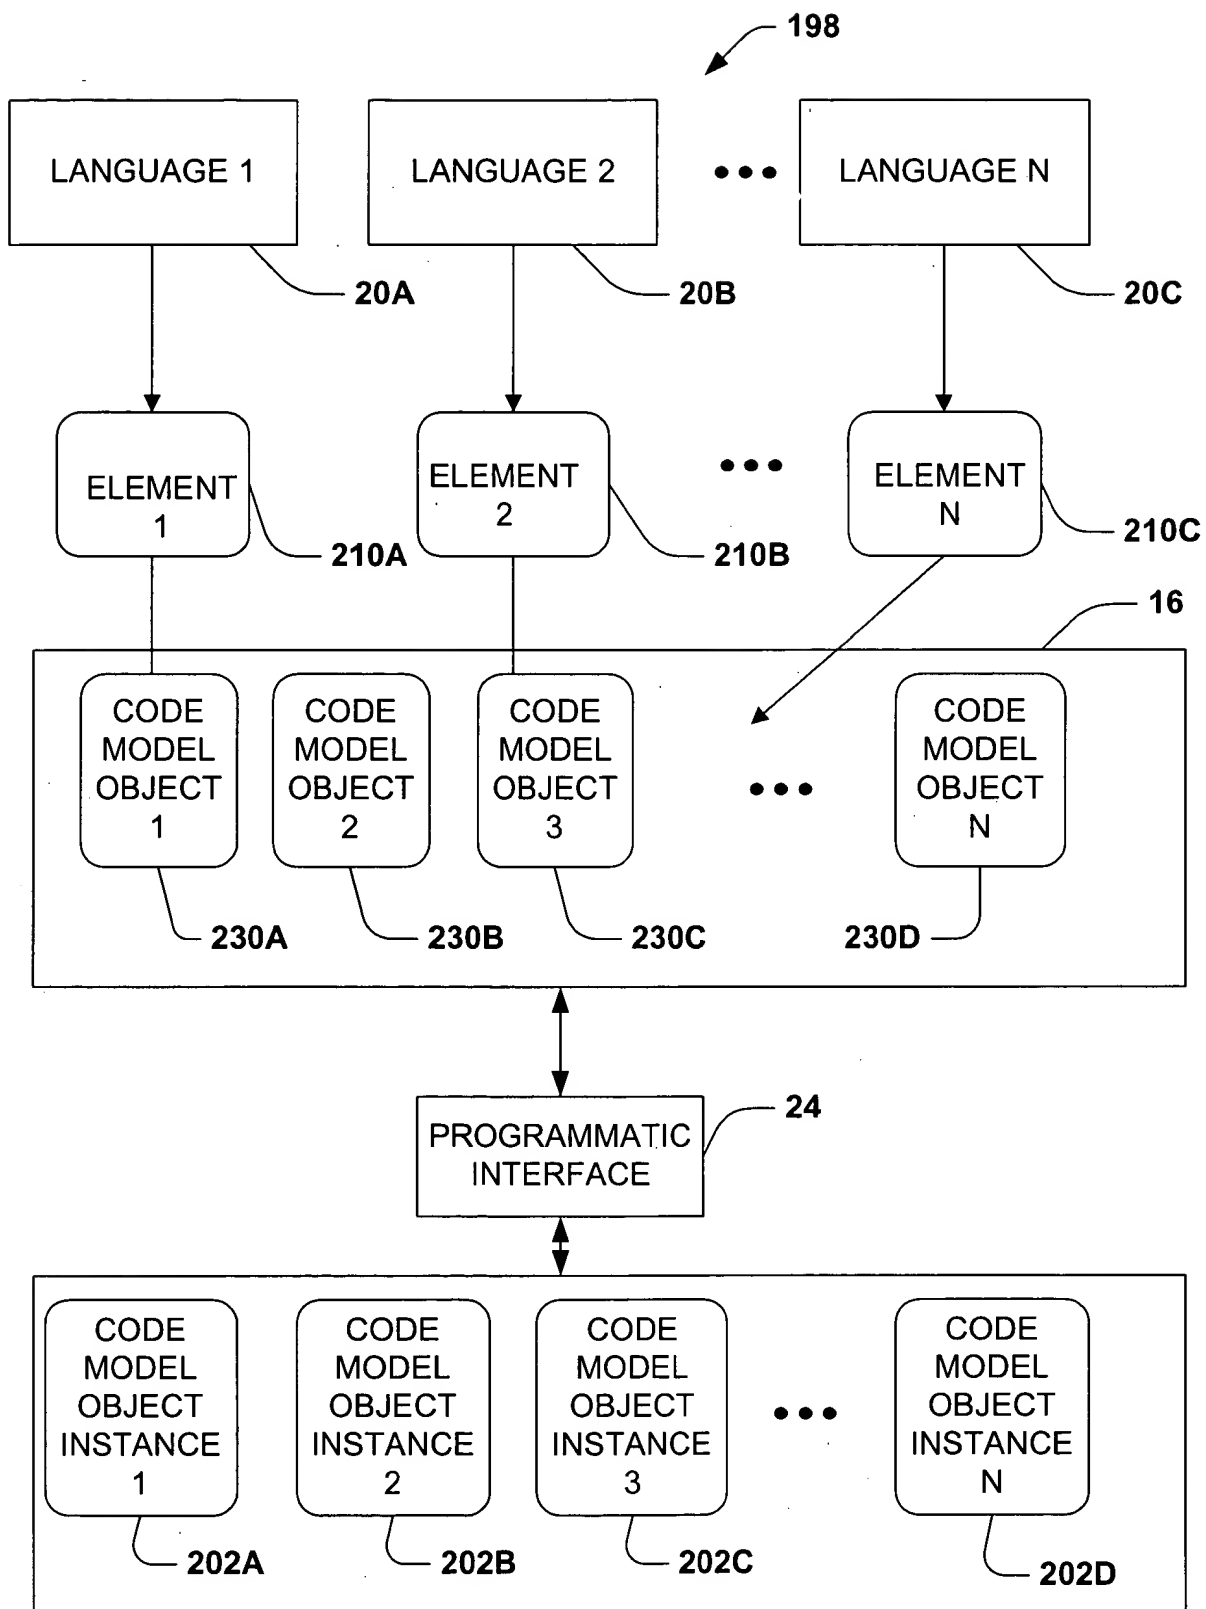 198
LANGUAGE 1
LANGUAGE 2
LANGUAGE N
20A
20B
20C
ELEMENT
1
ELEMENT
2
ELEMENT
N
210A
210B
210C
16
CODE
MODEL
OBJECT
1
CODE
MODEL
OBJECT
2
CODE
MODEL
OBJECT
3
CODE
MODEL
OBJECT
N
230A
230B
230C
230D
24
PROGRAMMATIC
INTERFACE
CODE
MODEL
OBJECT
INSTANCE
1
CODE
MODEL
OBJECT
INSTANCE
2
CODE
MODEL
OBJECT
INSTANCE
3
CODE
MODEL
OBJECT
INSTANCE
N
202A
202B
202C
202D